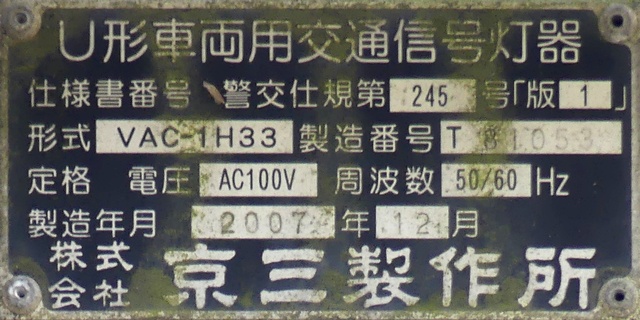 U形車両用交通信号灯器
仕様書番号 警交仕規第 245 号「版 1 」
形式 VAC-1H33 製造番号 T 81053
定格 電圧 AC100V 周波数 50/60 Hz
製造年月 2007 年 12 月
株式会社 京三製作所